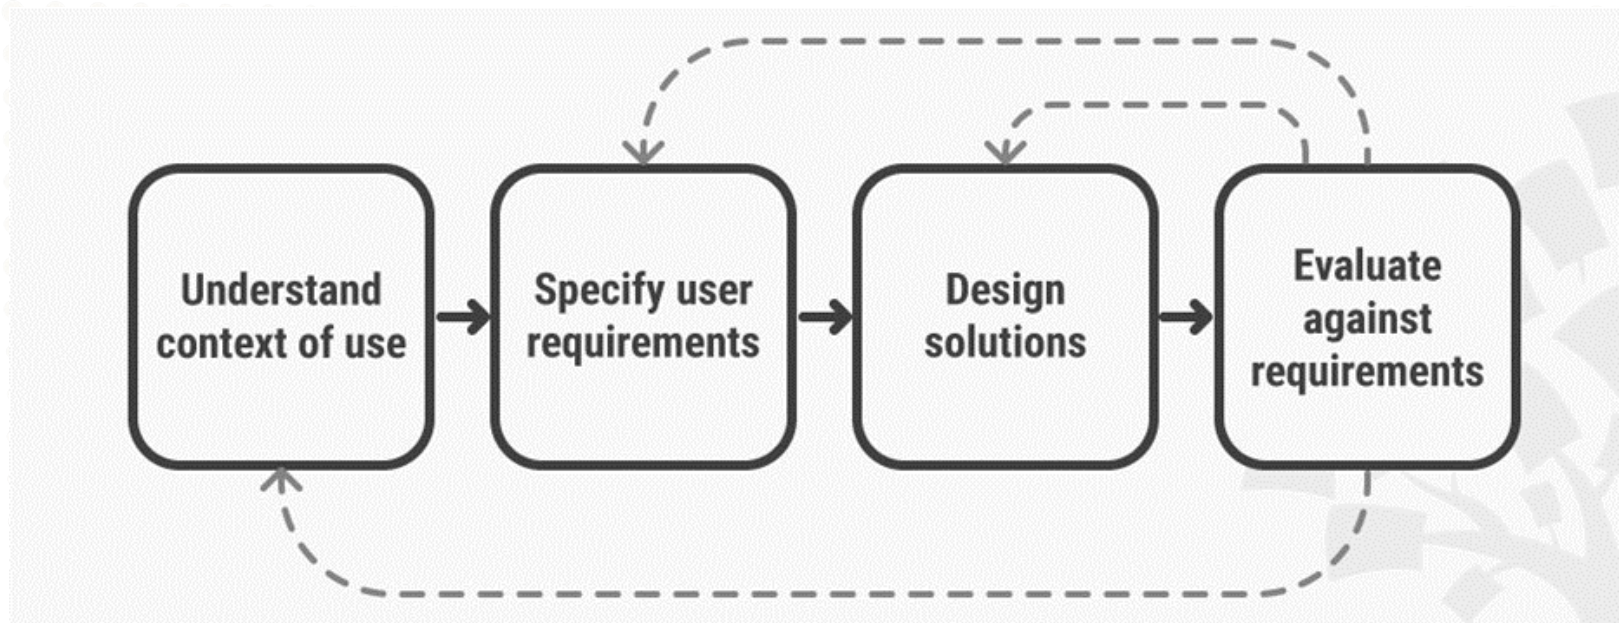 Understand
context of use
Specify user
requirements
Design
solutions
Evaluate
against
requirements